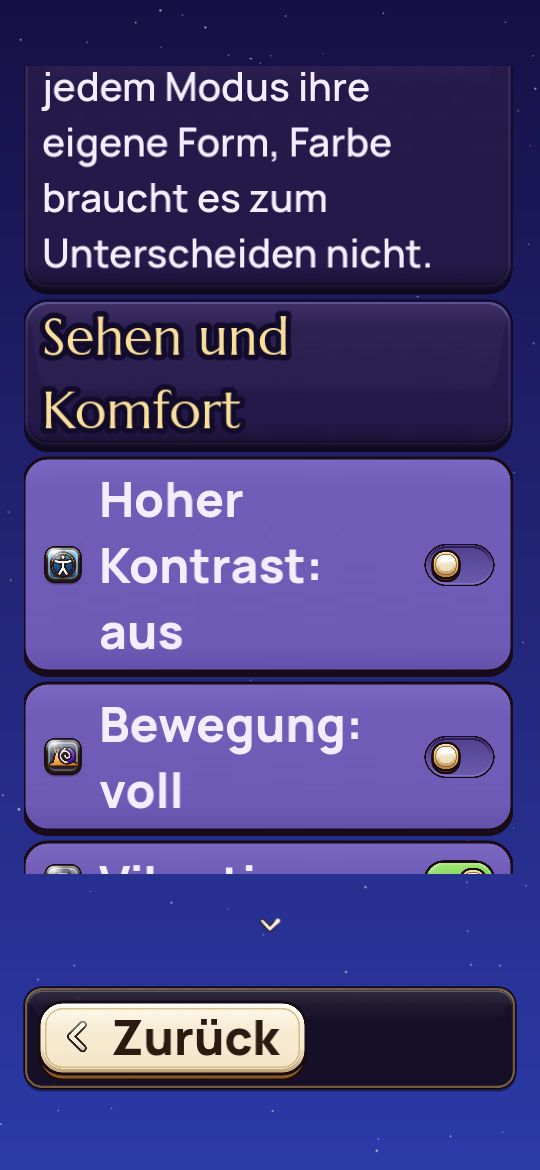 jedem Modus ihre
eigene Form, Farbe
braucht es zum
Unterscheiden nicht.
Sehen und
Komfort
Hoher
Kontrast:
aus
Bewegung:
voll
Zurück